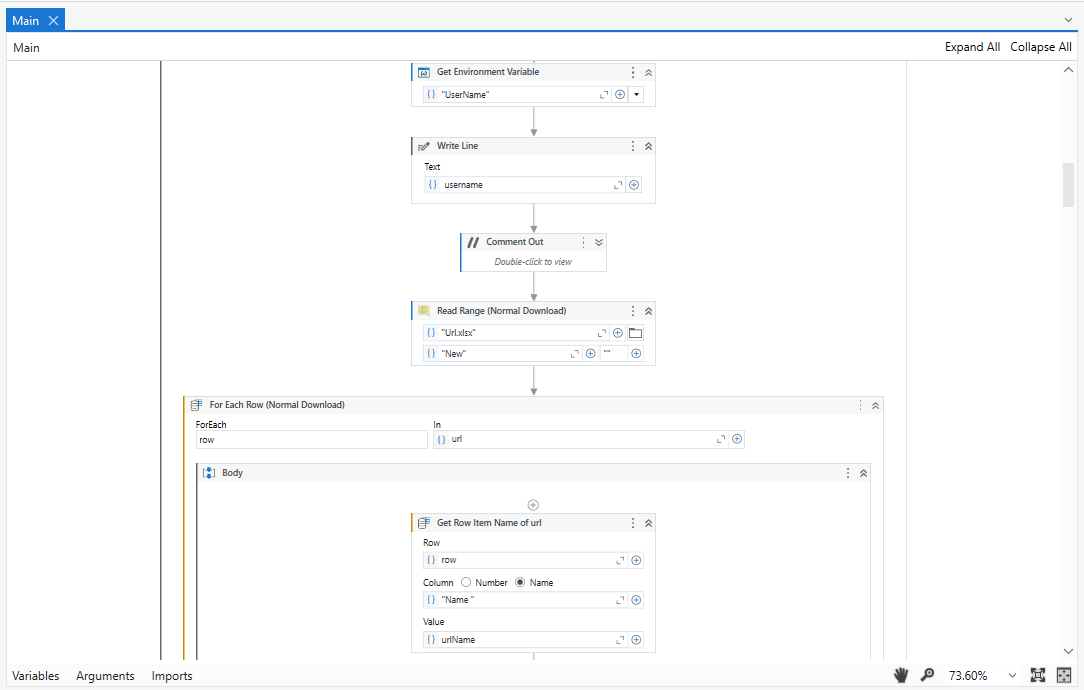 Main
Main
Expand All Collapse All
Get Environment Variable
"UserName"
Write Line
Text
username
Comment Out
Double-click to view
Read Range (Normal Download)
"Url.xlsx"
"New" ""
For Each Row (Normal Download)
ForEach In
row url
Body
Get Row Item Name of url
Row
row
Column Number Name
"Name "
Value
urlName
Variables Arguments Imports 73.60%